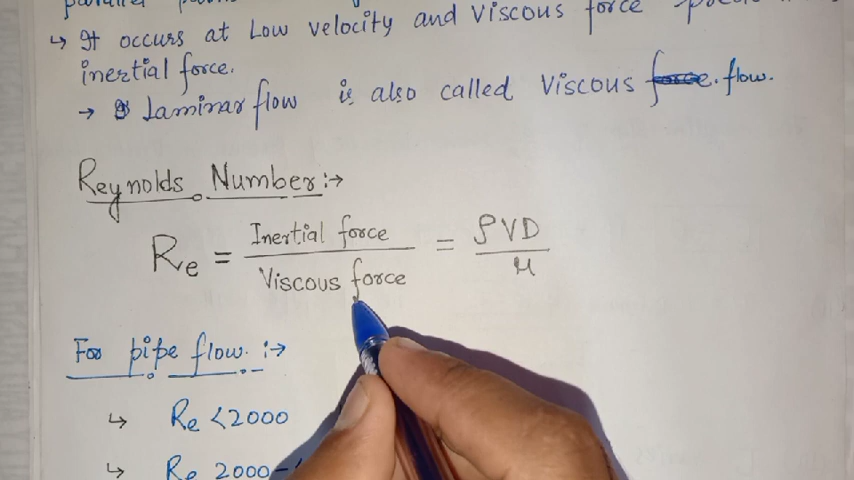 parallel
↳ It occurs at Low velocity and Viscous force
inertial force.
→ Laminar flow is also called Viscous flow.
Reynolds Number:→
Re = Inertial force / Viscous force = ρVD / μ
For pipe flow. :→
↳ Re <2000
↳ Re 2000-